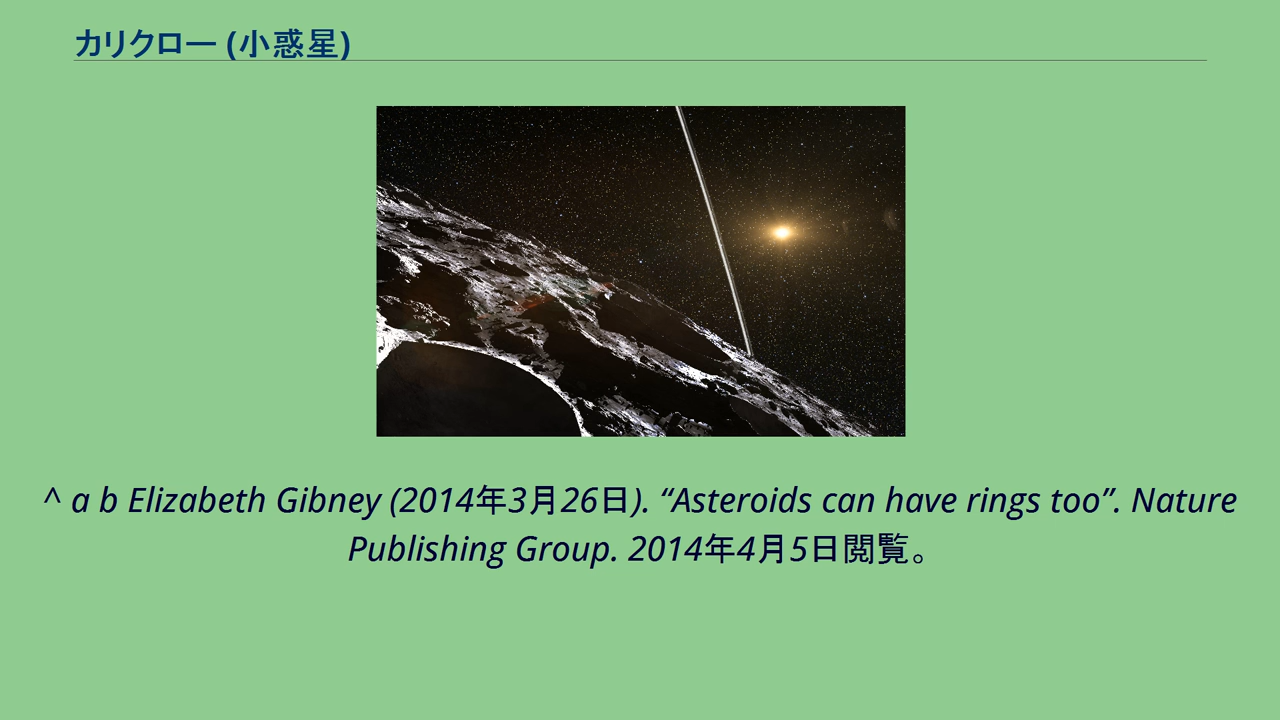 カリクロー (小惑星)
^ a b Elizabeth Gibney (2014年3月26日). “Asteroids can have rings too”. Nature
Publishing Group. 2014年4月5日閲覧。